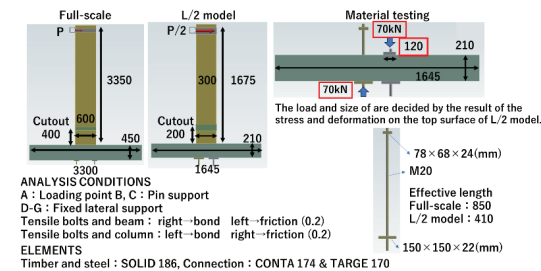 Full-scale
L/2 model
Material testing
P
P/2
70kN
120
210
3350
300
1675
600
1645
Cutout
400
Cutout
200
70kN
450
210
3300
1645
The load and size of are decided by the result of the
stress and deformation on the top surface of L/2 model.
78×68×24(mm)
M20
Effective length
Full-scale：850
L/2 model：410
150×150×22(mm)
ANALYSIS CONDITIONS
A：Loading point B, C：Pin support
D-G：Fixed lateral support
Tensile bolts and beam：right→bond left→friction (0.2)
Tensile bolts and column：left→bond right→friction (0.2)
ELEMENTS
Timber and steel：SOLID 186, Connection：CONTA 174 & TARGE 170